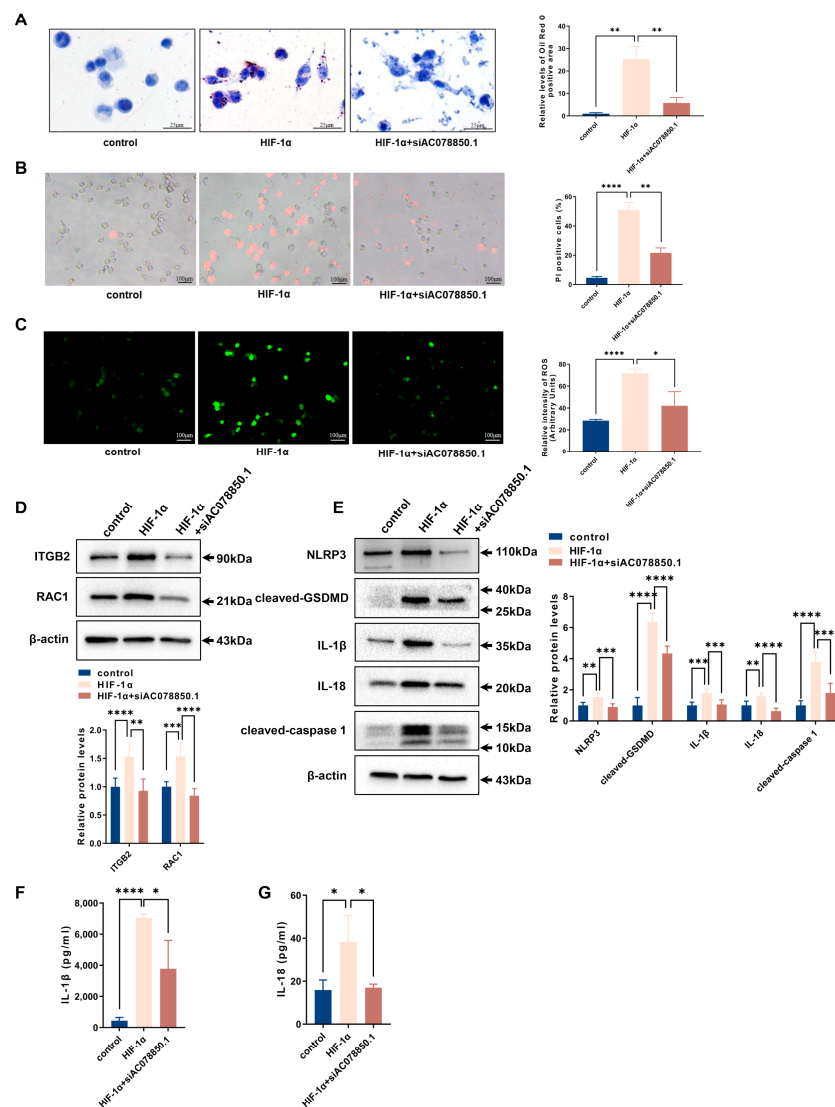 A
25μm
25μm
25μm
control
HIF-1α
HIF-1α+siAC078850.1
Relative levels of Oil Red O
positive area
40
30
20
10
0
**
**
control
HIF-1α
HIF-1α+siAC078850.1
B
100μm
100μm
100μm
control
HIF-1α
HIF-1α+siAC078850.1
PI positive cells (%)
60
40
20
0
****
**
control
HIF-1α
HIF-1α+siAC078850.1
C
100μm
100μm
100μm
control
HIF-1α
HIF-1α+siAC078850.1
Relative intensity of ROS
(Arbitrary Units)
80
60
40
20
0
****
*
control
HIF-1α
HIF-1α+siAC078850.1
D
control
HIF-1α
HIF-1α
+siAC078850.1
ITGB2
90kDa
RAC1
21kDa
β-actin
43kDa
control
HIF-1α
HIF-1α+siAC078850.1
Relative protein levels
2.0
1.5
1.0
0.5
0.0
****
**
***
****
ITGB2
RAC1
E
control
HIF-1α
HIF-1α
+siAC078850.1
NLRP3
110kDa
cleaved-GSDMD
40kDa
25kDa
IL-1β
35kDa
IL-18
20kDa
cleaved-caspase 1
15kDa
10kDa
β-actin
43kDa
control
HIF-1α
HIF-1α+siAC078850.1
Relative protein levels
8
6
4
2
0
**
***
****
****
***
***
**
****
****
***
NLRP3
cleaved-GSDMD
IL-1β
IL-18
cleaved-caspase 1
F
IL-1β (pg/ml)
8,000
6,000
4,000
2,000
0
****
*
control
HIF-1α
HIF-1α+siAC078850.1
G
IL-18 (pg/ml)
60
40
20
0
*
*
control
HIF-1α
HIF-1α+siAC078850.1